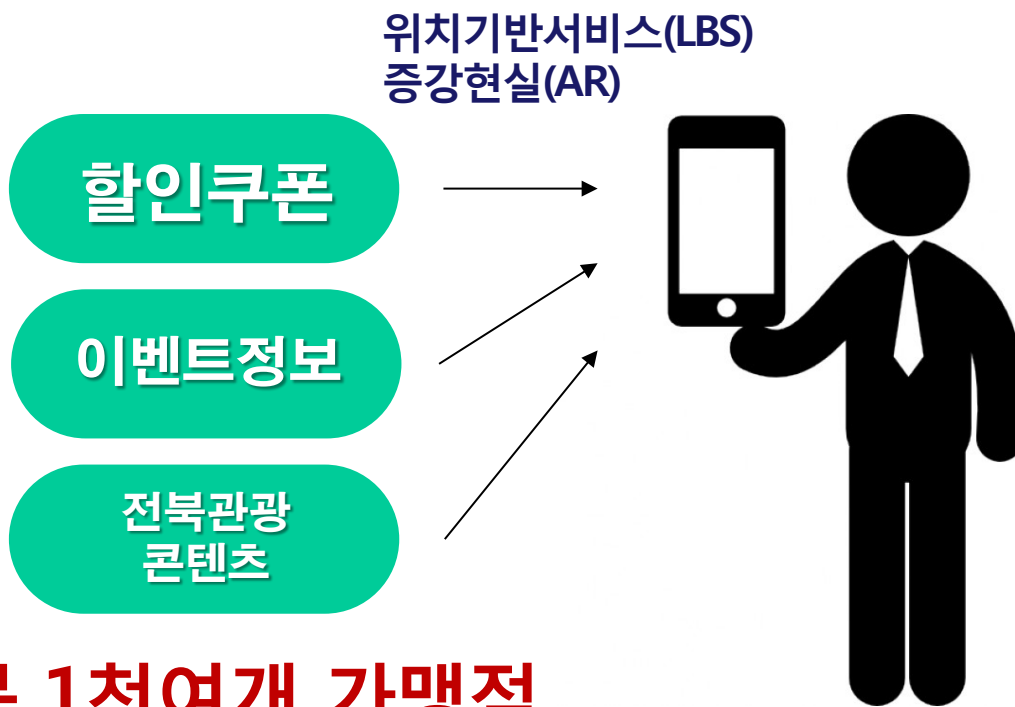 위치기반서비스(LBS)
증강현실(AR)
할인쿠폰
이벤트정보
전북관광
콘텐츠
1천여개 가맹점